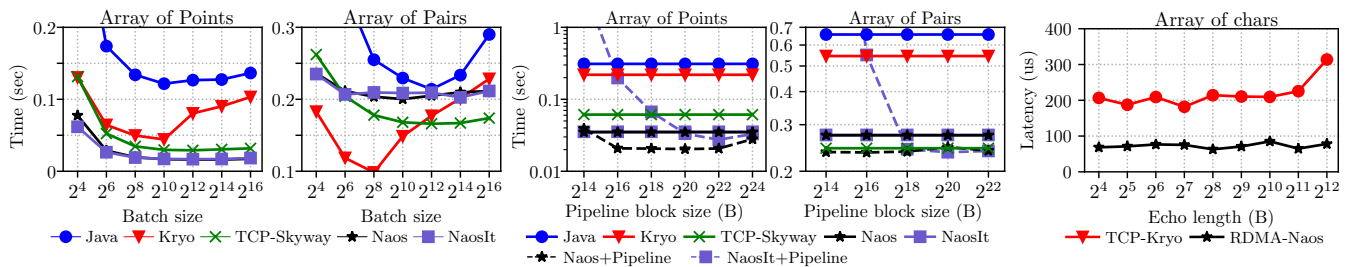 Array of Points
Time (sec)
0.2
0.1
0
2^4 2^6 2^8 2^10 2^12 2^14 2^16
Batch size
Array of Pairs
0.3
0.2
0.1
2^4 2^6 2^8 2^10 2^12 2^14 2^16
Batch size
Java Kryo TCP-Skyway Naos NaosIt
Array of Points
Time (sec)
1
0.1
0.01
2^14 2^16 2^18 2^20 2^22 2^24
Pipeline block size (B)
Array of Pairs
0.7
0.6
0.5
0.4
0.3
0.2
2^14 2^16 2^18 2^20 2^22
Pipeline block size (B)
Java Kryo TCP-Skyway Naos NaosIt
Naos+Pipeline NaosIt+Pipeline
Array of chars
Latency (us)
400
300
200
100
0
2^4 2^5 2^6 2^7 2^8 2^9 2^10 2^11 2^12
Echo length (B)
TCP-Kryo RDMA-Naos